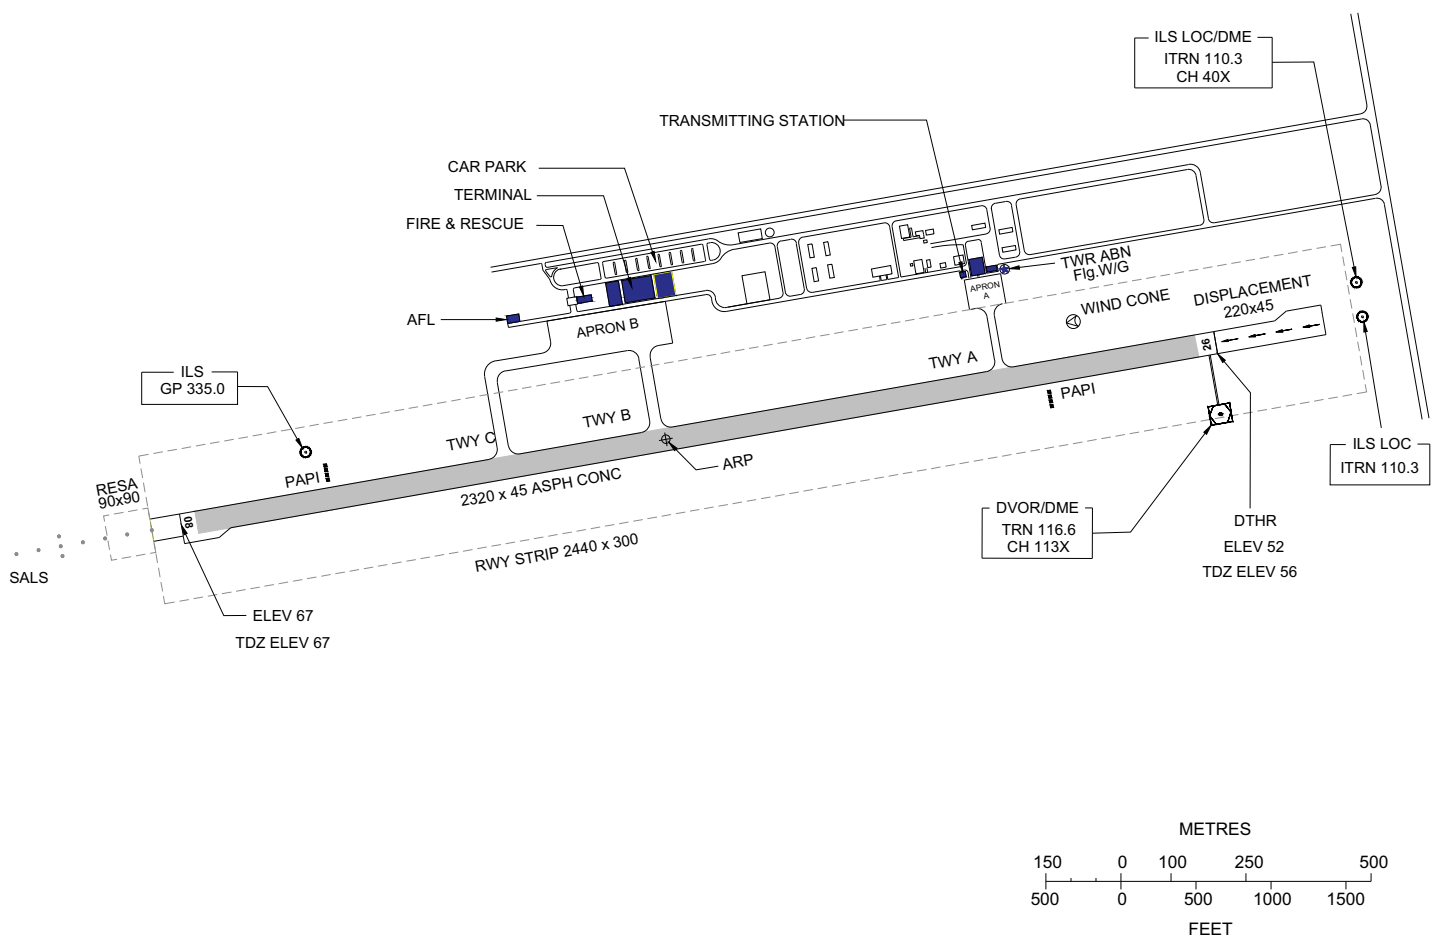 ILS LOC/DME
ITRN 110.3
CH 40X
TRANSMITTING STATION
CAR PARK
TERMINAL
FIRE & RESCUE
TWR ABN
Flg.W/G
APRON
A
WIND CONE
DISPLACEMENT
220x45
AFL
APRON B
26
TWY A
ILS
GP 335.0
PAPI
TWY B
TWY C
ARP
ILS LOC
ITRN 110.3
PAPI
RESA
90x90
2320 x 45 ASPH CONC
08
DVOR/DME
TRN 116.6
CH 113X
DTHR
ELEV 52
TDZ ELEV 56
RWY STRIP 2440 x 300
SALS
ELEV 67
TDZ ELEV 67
METRES
150 0 100 250 500
500 0 500 1000 1500
FEET